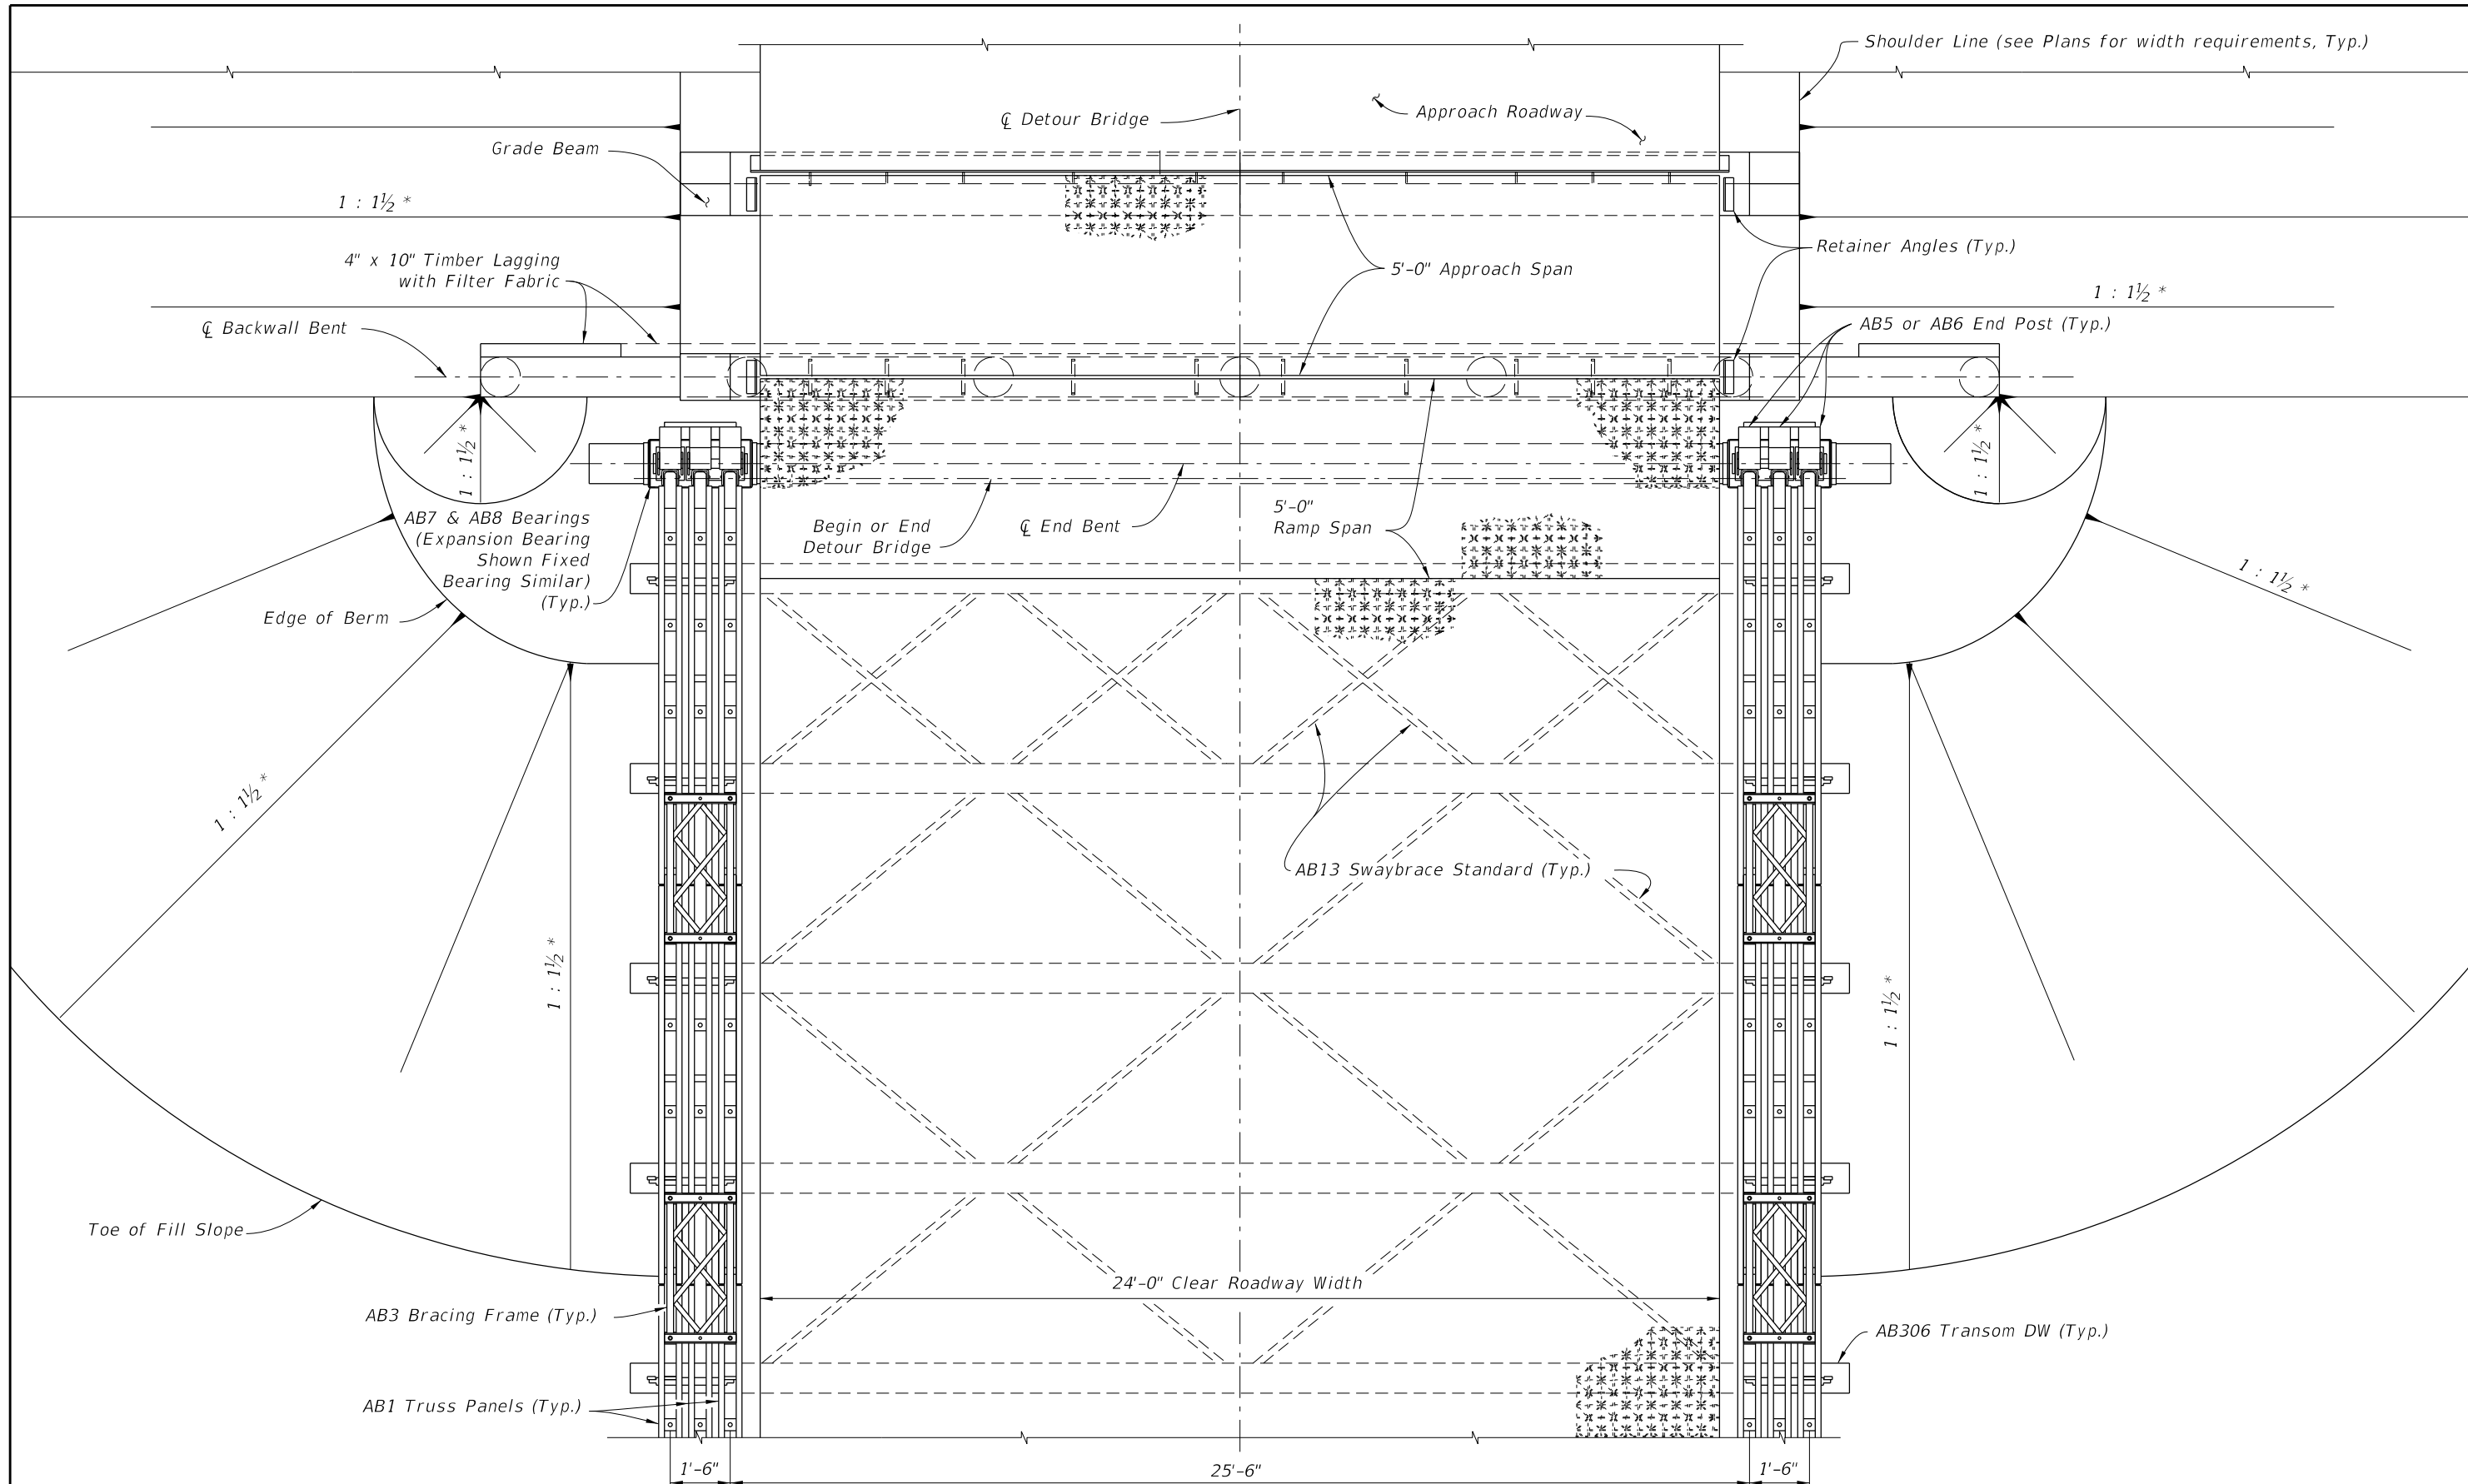 Shoulder Line (see Plans for width requirements, Typ.)
℄ Detour Bridge
Approach Roadway
Grade Beam
1 : 1½ *
Retainer Angles (Typ.)
4" x 10" Timber Lagging
with Filter Fabric
5'-0" Approach Span
1 : 1½ *
℄ Backwall Bent
AB5 or AB6 End Post (Typ.)
1 : 1½ *
1 : 1½ *
AB7 & AB8 Bearings
(Expansion Bearing
Shown Fixed
Bearing Similar)
(Typ.)
Begin or End
Detour Bridge
℄ End Bent
5'-0"
Ramp Span
1 : 1½ *
Edge of Berm
1 : 1½ *
AB13 Swaybrace Standard (Typ.)
1 : 1½ *
1 : 1½ *
Toe of Fill Slope
24'-0" Clear Roadway Width
AB3 Bracing Frame (Typ.)
AB306 Transom DW (Typ.)
AB1 Truss Panels (Typ.)
1'-6"
25'-6"
1'-6"